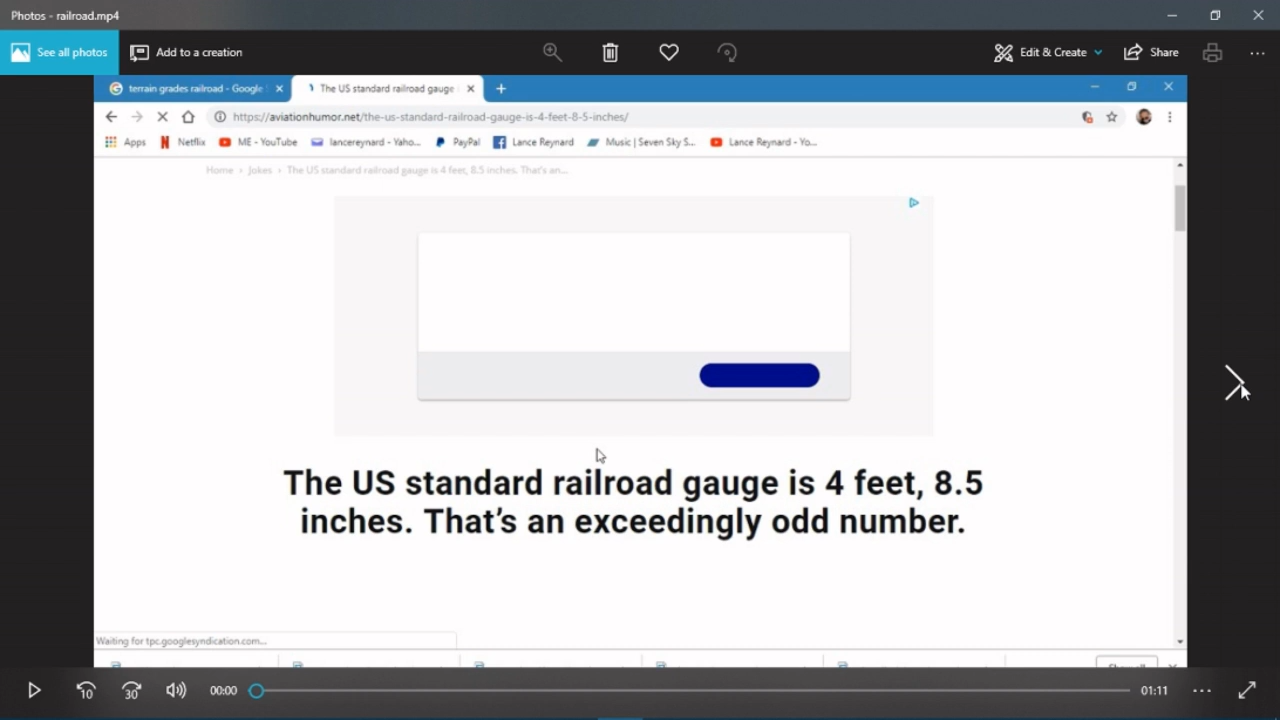 Photos - railroad.mp4
See all photos
Add to a creation
Edit & Create
Share
terrain grades railroad - Google
The US standard railroad gauge
https://aviationhumor.net/the-us-standard-railroad-gauge-is-4-feet-8-5-inches/
Apps
Netflix
ME - YouTube
lancereynard - Yaho...
PayPal
Lance Reynard
Music | Seven Sky S...
Lance Reynard - Yo...
Home › Jokes › The US standard railroad gauge is 4 feet, 8.5 inches. That's an...
The US standard railroad gauge is 4 feet, 8.5
inches. That's an exceedingly odd number.
Waiting for tpc.googlesyndication.com...
10
30
00:00
01:11